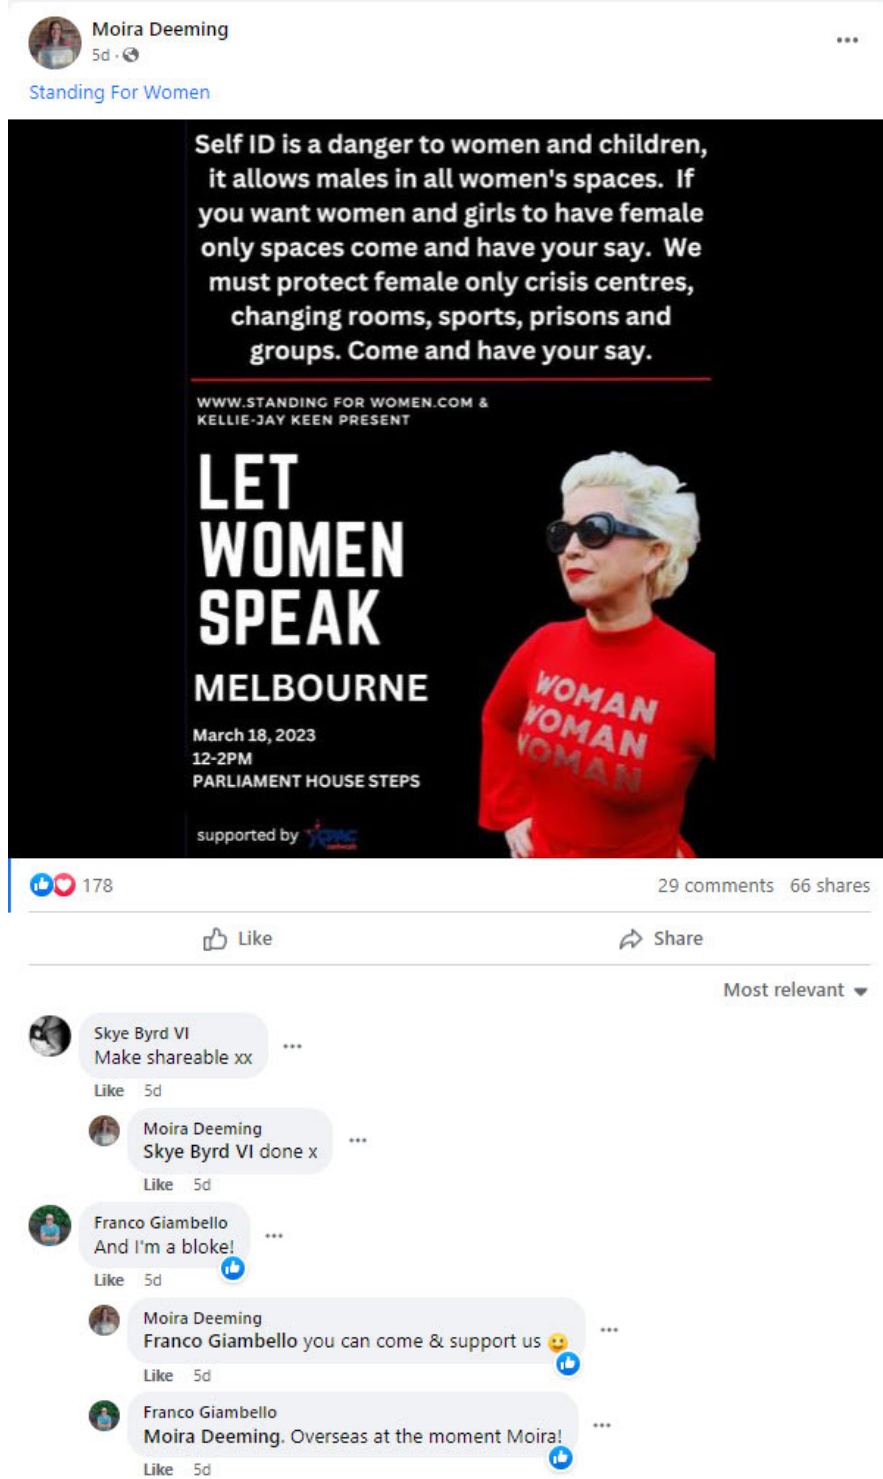 Moira Deeming
5d ·
Standing For Women
Self ID is a danger to women and children,
it allows males in all women's spaces. If
you want women and girls to have female
only spaces come and have your say. We
must protect female only crisis centres,
changing rooms, sports, prisons and
groups. Come and have your say.
WWW.STANDING FOR WOMEN.COM &
KELLIE-JAY KEEN PRESENT
LET
WOMEN
SPEAK
MELBOURNE
March 18, 2023
12-2PM
PARLIAMENT HOUSE STEPS
WOMAN
WOMAN
WOMAN
supported by CPAC
network
178
29 comments 66 shares
Like
Share
Most relevant
Skye Byrd VI
Make shareable xx
Like 5d
Moira Deeming
Skye Byrd VI done x
Like 5d
Franco Giambello
And I'm a bloke!
Like 5d
Moira Deeming
Franco Giambello you can come & support us 🙂
Like 5d
Franco Giambello
Moira Deeming. Overseas at the moment Moira!
Like 5d